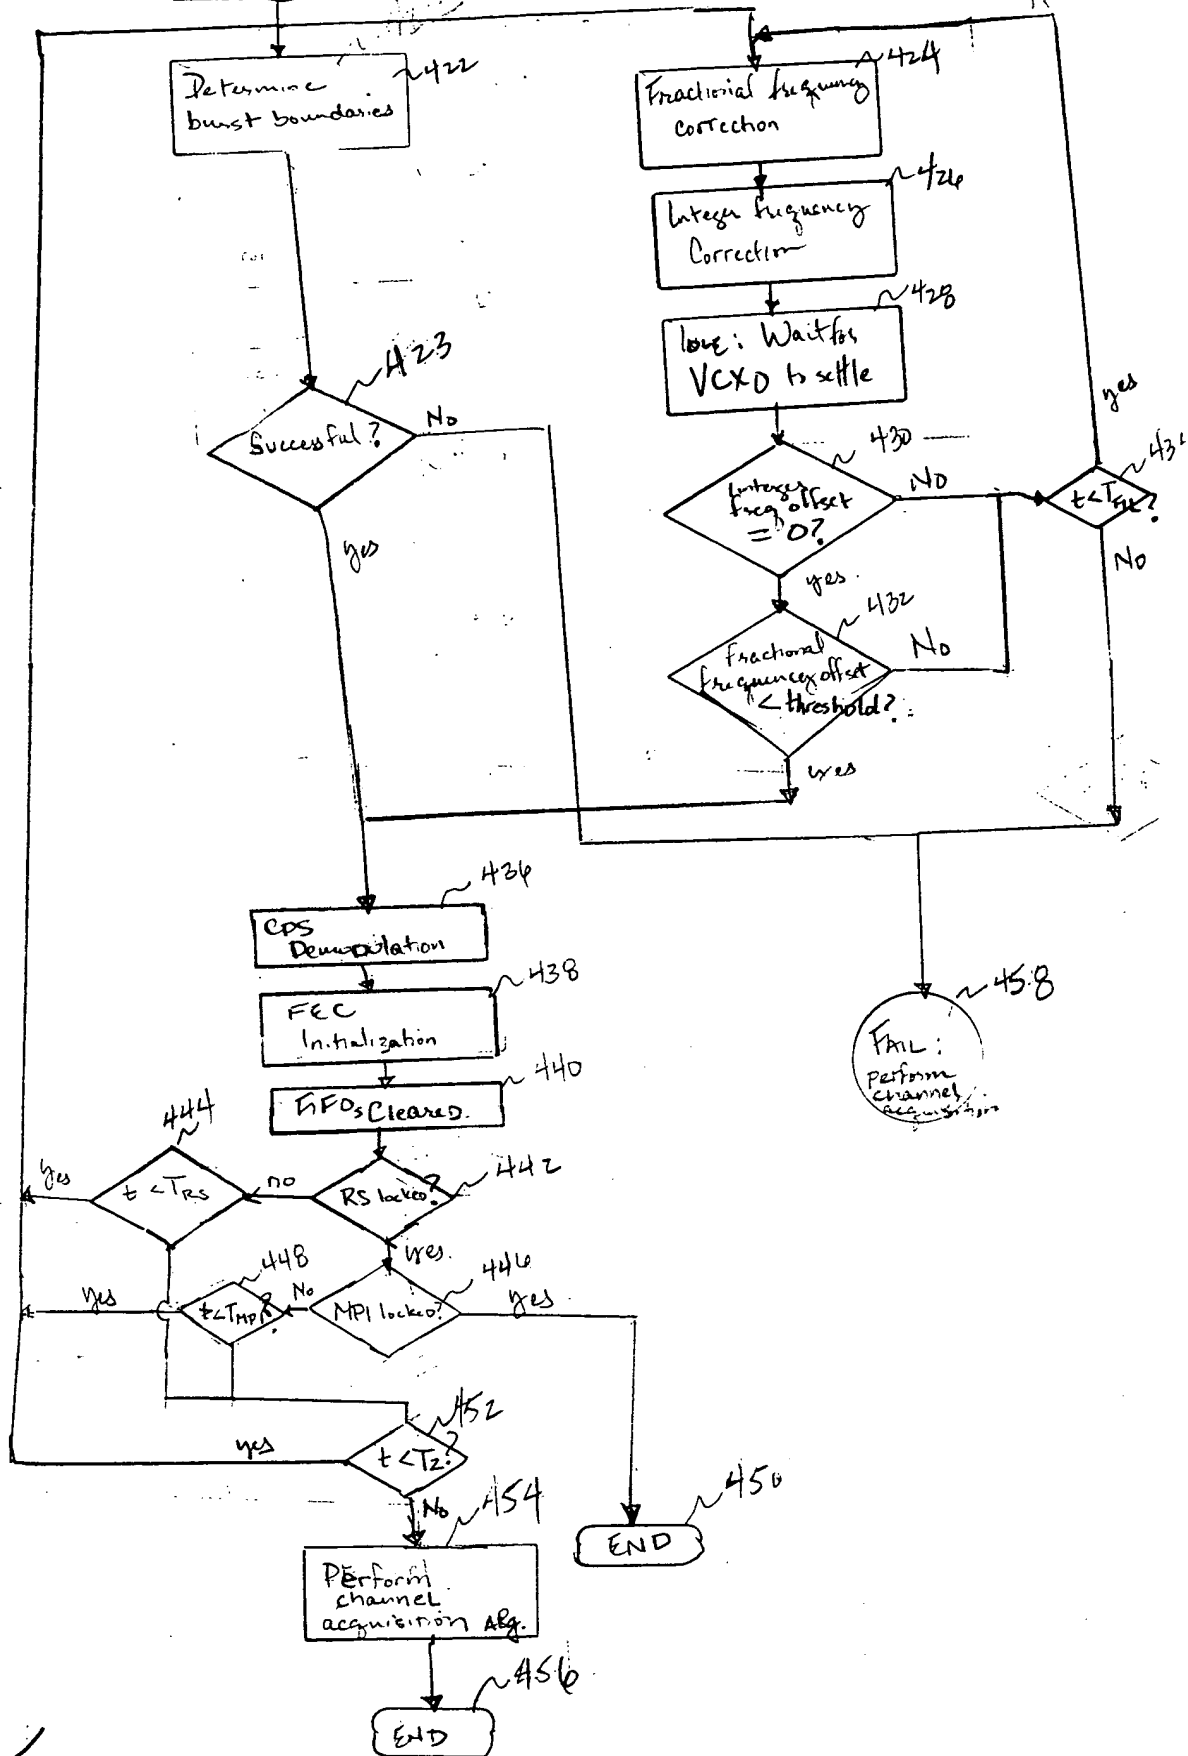 Determine
burst boundaries
422
Successful?
423
No
yes
Fractional frequency
correction
424
Integer frequency
Correction
426
Wait for
VCXO to settle
428
freq offset
= 0?
430
No
yes.
Fractional
frequency offset
< threshold?
432
No
yes
yes
No
CPS
Demodulation
436
FEC
Initialization
438
FIFOs Cleared.
440
RS locked?
442
no
yes.
t < TRS
444
yes
MPI locked?
446
No
yes
t < TMPI?
448
yes
t < T2?
452
yes
No
Perform
channel
acquisition Alg.
454
END
456
END
450
FAIL:
perform
channel
acquisition
458